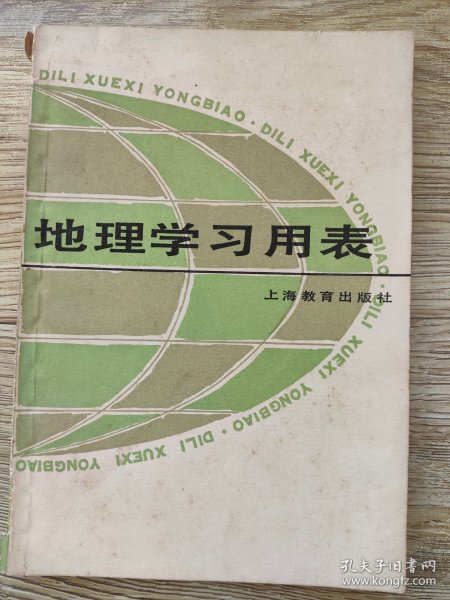 DILI XUEXI YONGBIAO · DILI XUEXI YONGBIAO · DILI XUEXI YONGBIAO · DILI XUEXI YONGBIAO
地理学习用表
上海教育出版社
孔夫子旧书网
www.kongfz.com